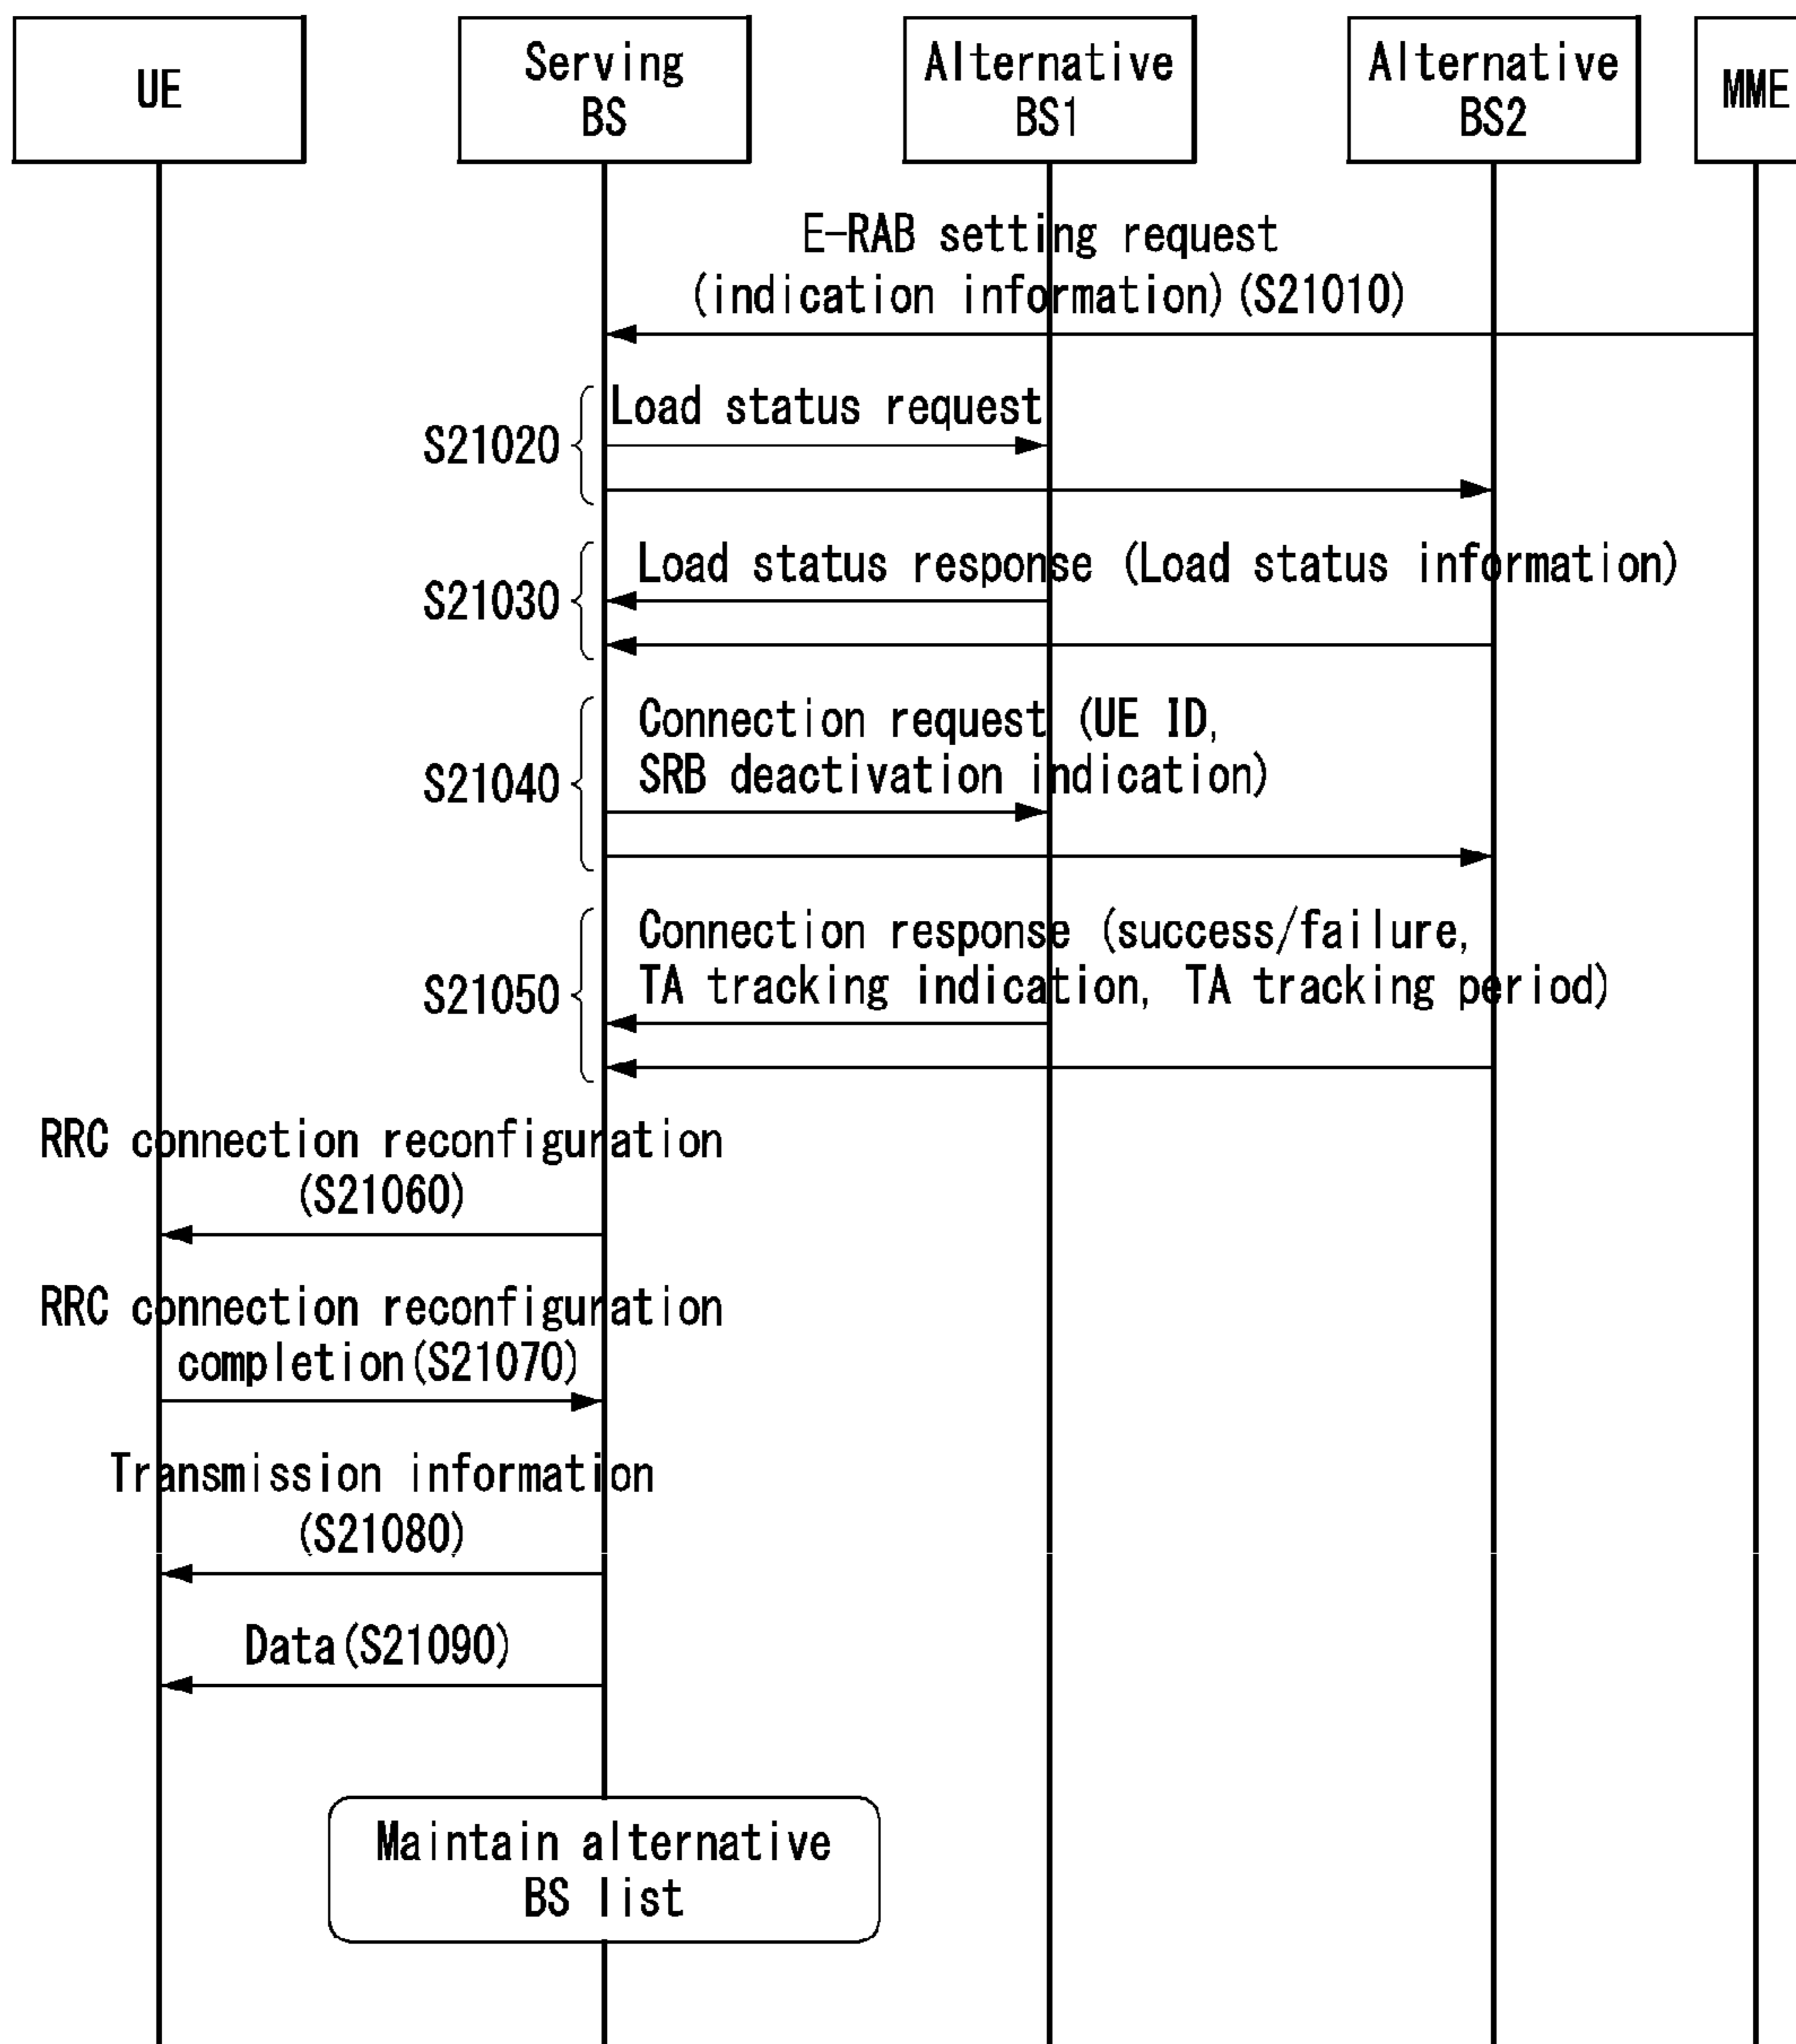 UE
Serving
BS
Alternative
BS1
Alternative
BS2
MME
E-RAB setting request
(indication information)(S21010)
Load status request
S21020
Load status response (Load status information)
S21030
Connection request (UE ID,
SRB deactivation indication)
S21040
Connection response (success/failure,
TA tracking indication, TA tracking period)
S21050
RRC connection reconfiguration
(S21060)
RRC connection reconfiguration
completion(S21070)
Transmission information
(S21080)
Data(S21090)
Maintain alternative
BS list